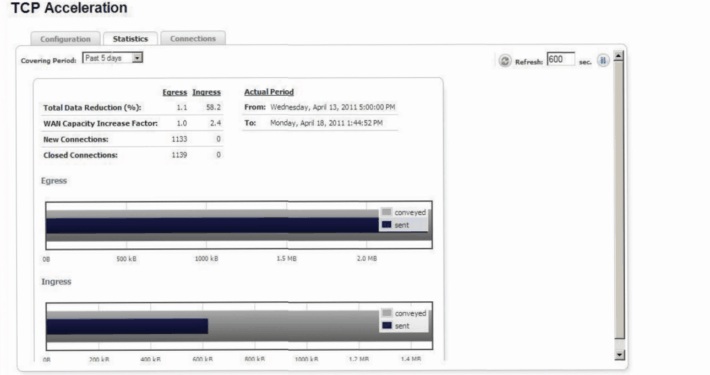 TCP Acceleration
Configuration Statistics Connections
Covering Period: Past 5 days
Refresh: 600 sec.
Egress Ingress Actual Period
Total Data Reduction (%): 1.1 58.2 From: Wednesday, April 13, 2011 5:00:00 PM
WAN Capacity Increase Factor: 1.0 2.4 To: Monday, April 18, 2011 1:44:52 PM
New Connections: 1133 0
Closed Connections: 1139 0
Egress
conveyed
sent
0B 500 kB 1000 kB 1.5 MB 2.0 MB
Ingress
conveyed
sent
0B 200 kB 400 kB 600 kB 800 kB 1000 kB 1.2 MB 1.4 MB